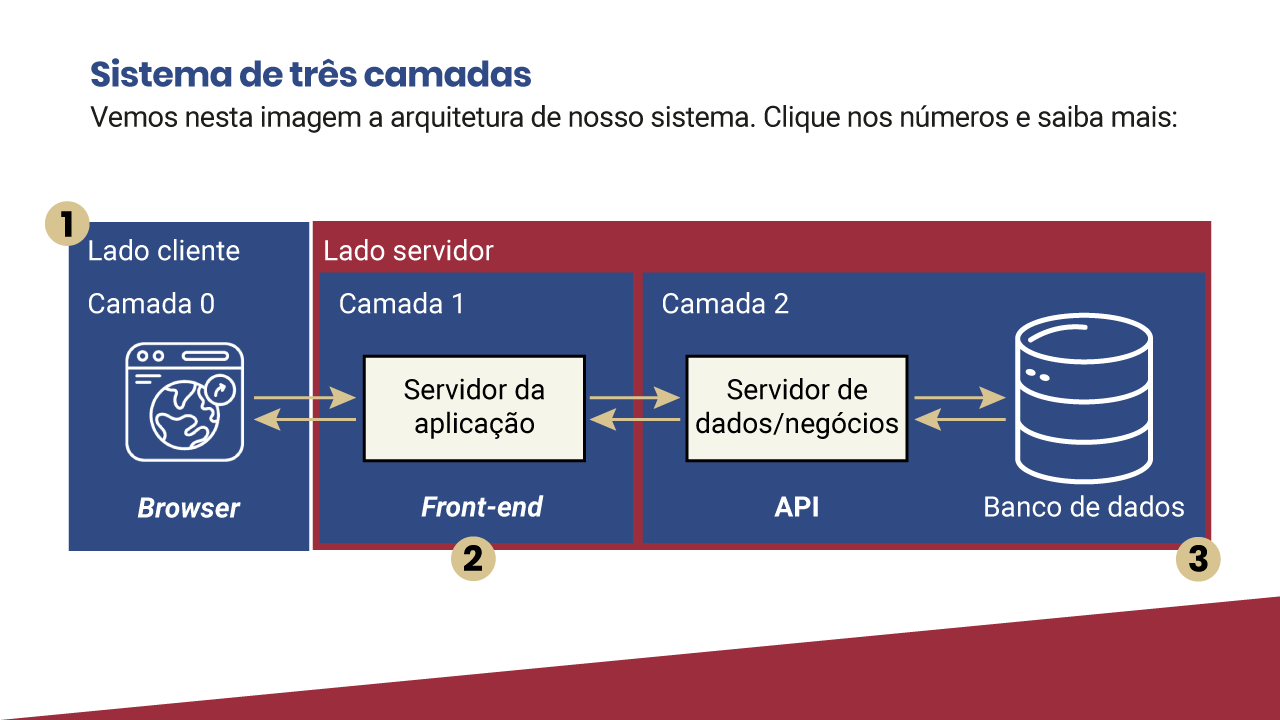 Sistema de três camadas
Vemos nesta imagem a arquitetura de nosso sistema. Clique nos números e saiba mais:
1
Lado cliente
Camada 0
Browser
Lado servidor
Camada 1
Servidor da
aplicação
Front-end
2
Camada 2
Servidor de
dados/negócios
API
Banco de dados
3